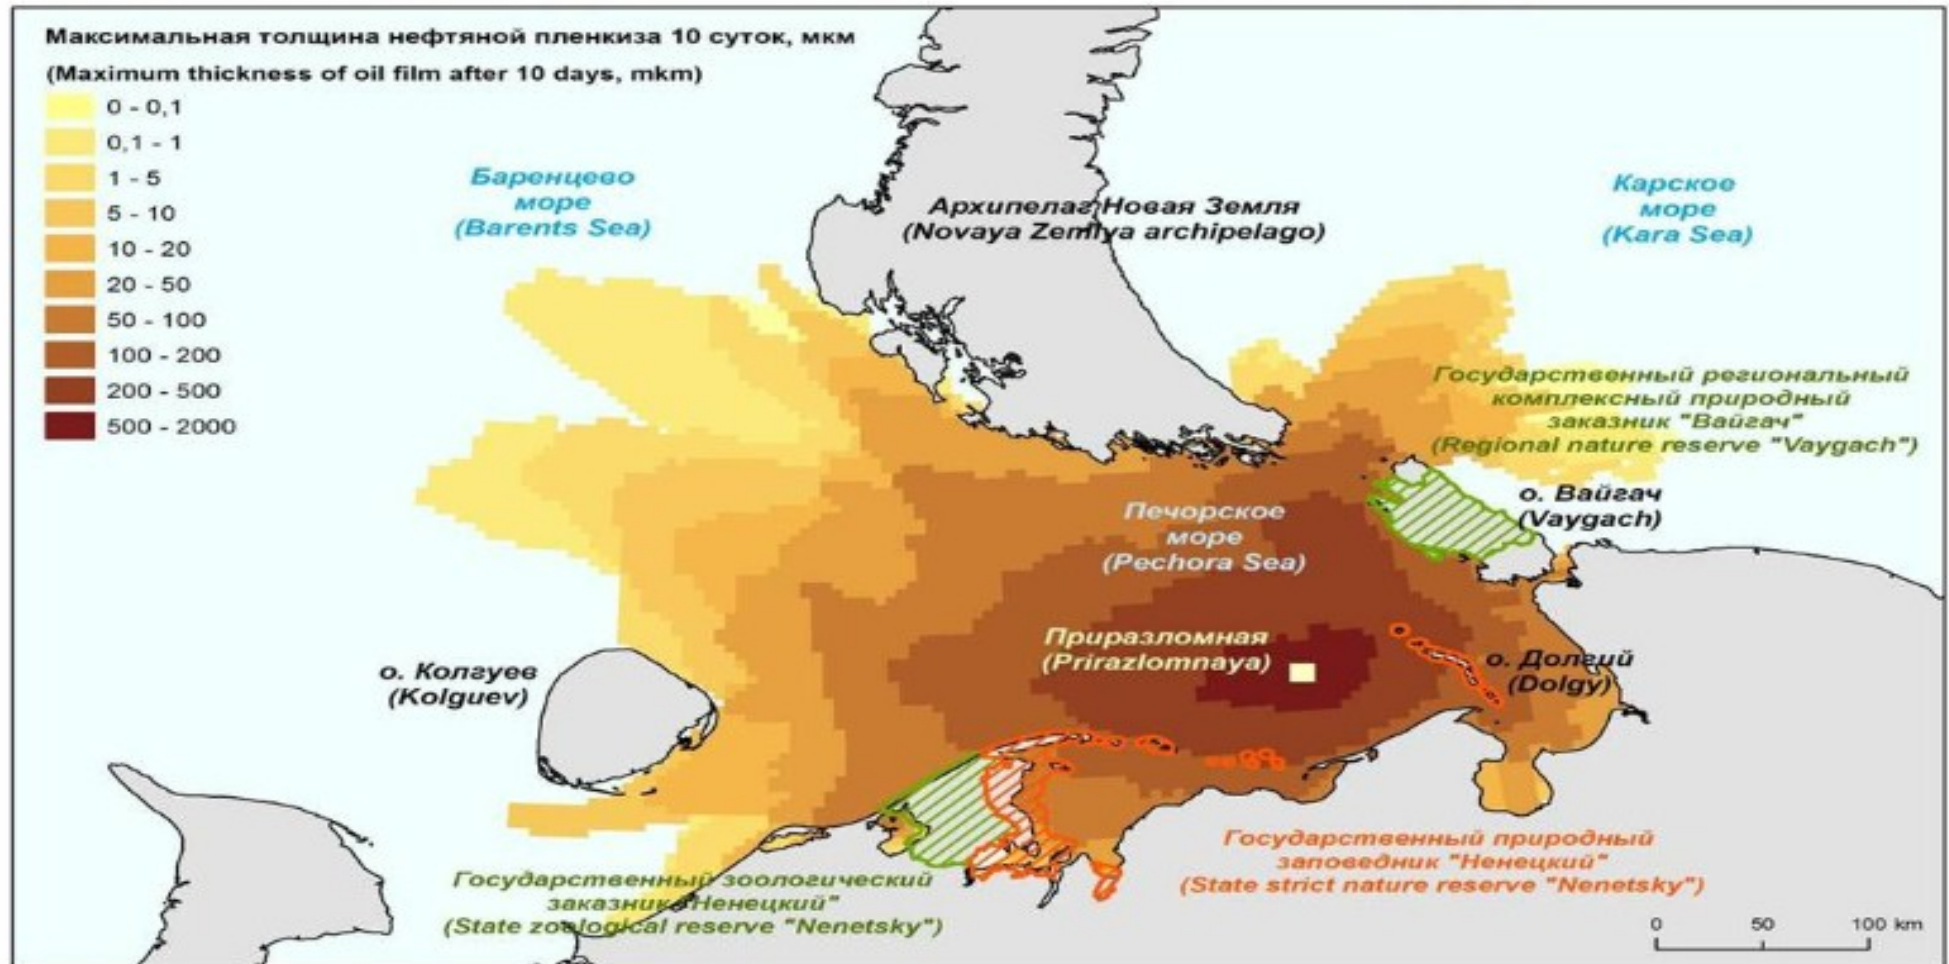 Максимальная толщина нефтяной пленкиза 10 суток, мкм
(Maximum thickness of oil film after 10 days, mkm)
0 - 0,1
0,1 - 1
1 - 5
5 - 10
10 - 20
20 - 50
50 - 100
100 - 200
200 - 500
500 - 2000
Баренцево
море
(Barents Sea)
Архипелаг Новая Земля
(Novaya Zemlya archipelago)
Карское
море
(Kara Sea)
Государственный региональный
комплексный природный
заказник "Вайгач"
(Regional nature reserve "Vaygach")
о. Вайгач
(Vaygach)
Печорское
море
(Pechora Sea)
Приразломная
(Prirazlomnaya)
о. Долгий
(Dolgy)
о. Колгуев
(Kolguev)
Государственный природный
заповедник "Ненецкий"
(State strict nature reserve "Nenetsky")
Государственный зоологический
заказник "Ненецкий"
(State zoological reserve "Nenetsky")
0 50 100 km